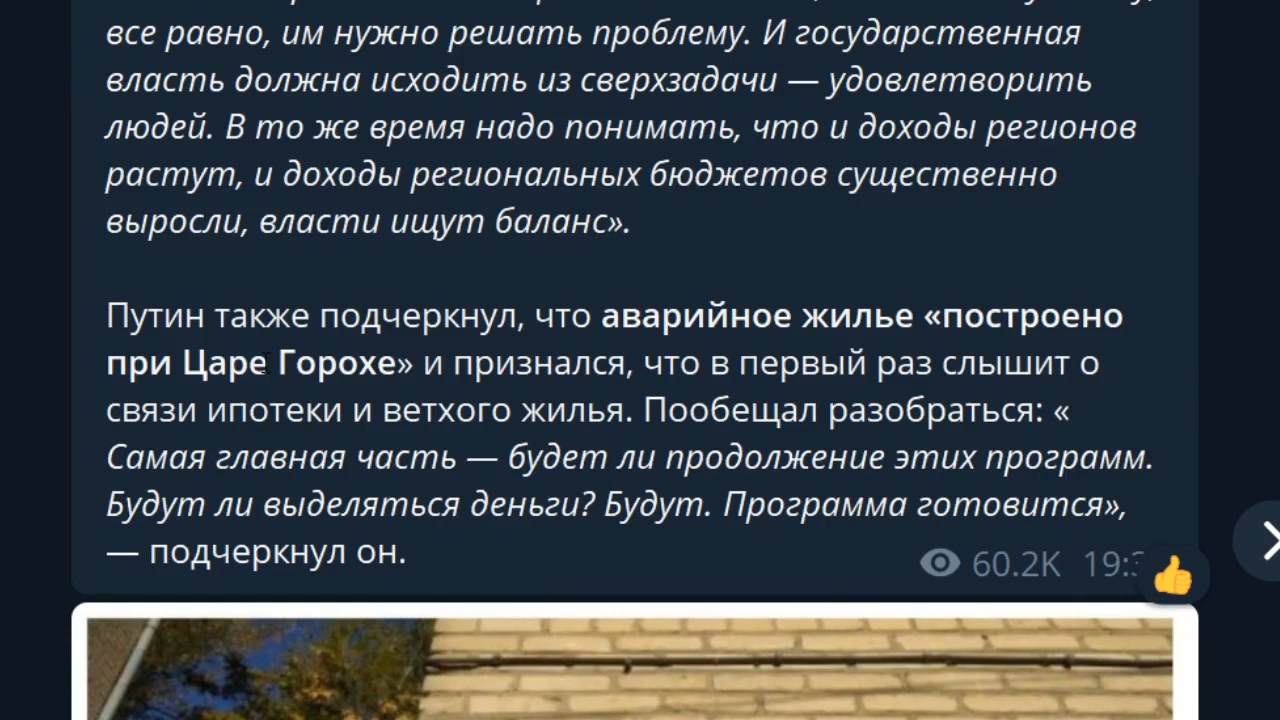 все равно, им нужно решать проблему. И государственная
власть должна исходить из сверхзадачи — удовлетворить
людей. В то же время надо понимать, что и доходы регионов
растут, и доходы региональных бюджетов существенно
выросли, власти ищут баланс».
Путин также подчеркнул, что аварийное жилье «построено
при Царе Горохе» и признался, что в первый раз слышит о
связи ипотеки и ветхого жилья. Пообещал разобраться: «
Самая главная часть — будет ли продолжение этих программ.
Будут ли выделяться деньги? Будут. Программа готовится»,
— подчеркнул он.
60.2K